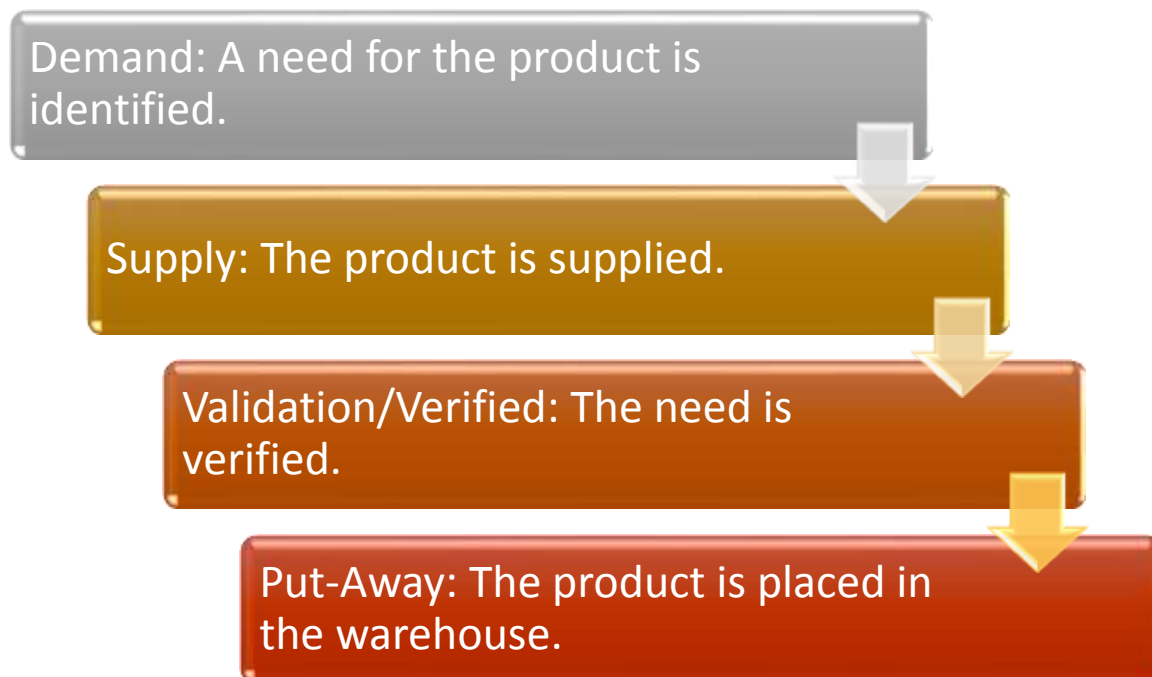 Demand: A need for the product is
identified.
Supply: The product is supplied.
Validation/Verified: The need is
verified.
Put-Away: The product is placed in
the warehouse.